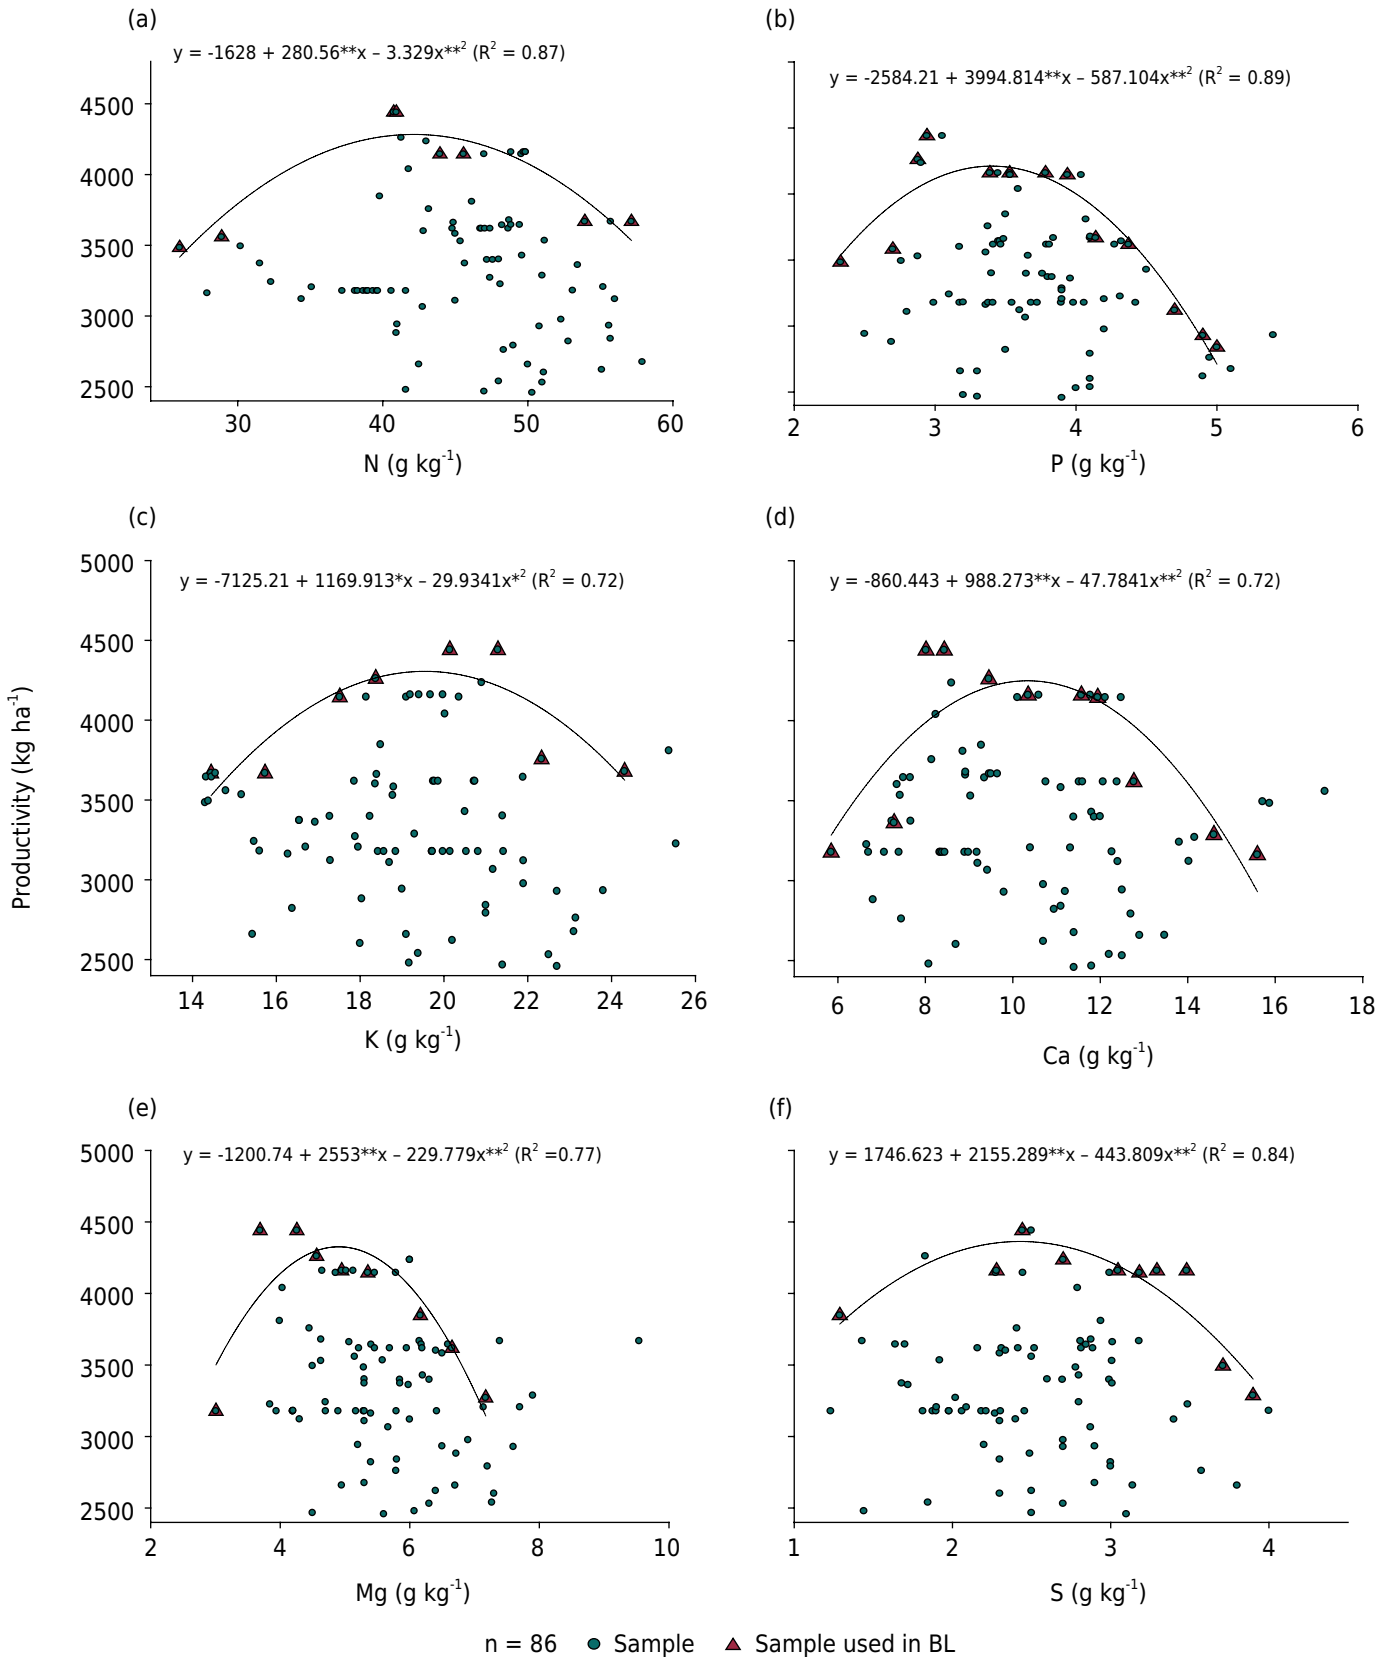 (a)
y = -1628 + 280.56**x – 3.329x**² (R² = 0.87)
4500
4000
3500
3000
2500
30 40 50 60
N (g kg⁻¹)
(b)
y = -2584.21 + 3994.814**x – 587.104x**² (R² = 0.89)
2 3 4 5 6
P (g kg⁻¹)
Productivity (kg ha⁻¹)
(c)
y = -7125.21 + 1169.913*x – 29.9341x*² (R² = 0.72)
5000
4500
4000
3500
3000
2500
14 16 18 20 22 24 26
K (g kg⁻¹)
(d)
y = -860.443 + 988.273**x – 47.7841x**² (R² = 0.72)
6 8 10 12 14 16 18
Ca (g kg⁻¹)
(e)
y = -1200.74 + 2553**x – 229.779x**² (R² =0.77)
5000
4500
4000
3500
3000
2500
2 4 6 8 10
Mg (g kg⁻¹)
(f)
y = 1746.623 + 2155.289**x – 443.809x**² (R² = 0.84)
1 2 3 4
S (g kg⁻¹)
n = 86 Sample Sample used in BL